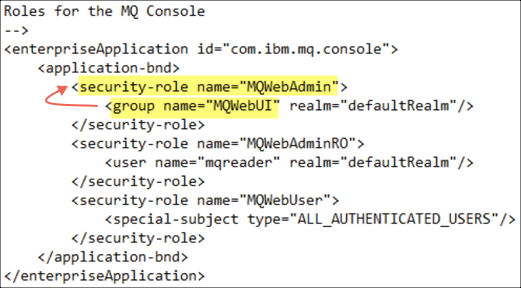 Roles for the MQ Console
-->
<enterpriseApplication id="com.ibm.mq.console">
    <application-bnd>
        <security-role name="MQWebAdmin">
            <group name="MQWebUI" realm="defaultRealm"/>
        </security-role>
        <security-role name="MQWebAdminRO">
            <user name="mqreader" realm="defaultRealm"/>
        </security-role>
        <security-role name="MQWebUser">
            <special-subject type="ALL_AUTHENTICATED_USERS"/>
        </security-role>
    </application-bnd>
</enterpriseApplication>